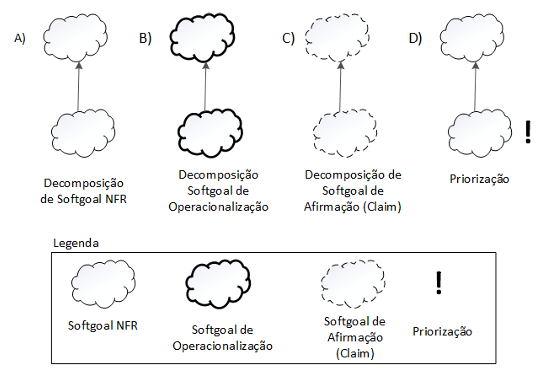 A)
B)
C)
D)
!
Decomposição
de Softgoal NFR
Decomposição
Softgoal de
Operacionalização
Decomposição de
Softgoal de
Afirmação (Claim)
Priorização
Legenda
!
Softgoal NFR
Softgoal de
Operacionalização
Softgoal de
Afirmação
(Claim)
Priorização